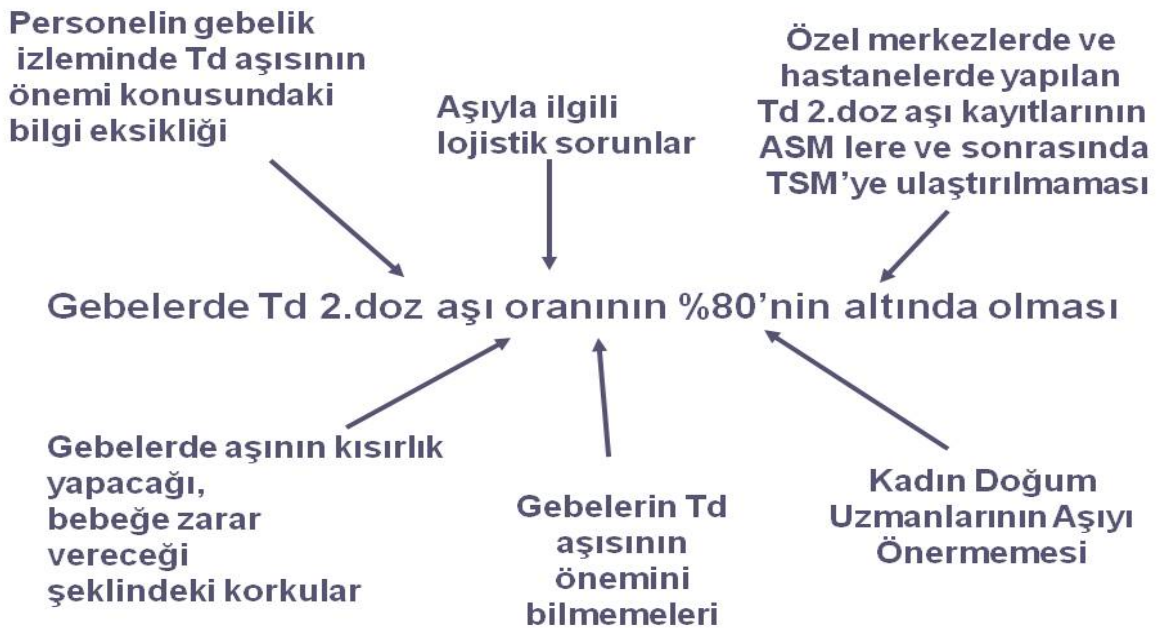 Personelin gebelik
izleminde Td aşısının
önemi konusundaki
bilgi eksikliği
Aşıyla ilgili
lojistik sorunlar
Özel merkezlerde ve
hastanelerde yapılan
Td 2.doz aşı kayıtlarının
ASM lere ve sonrasında
TSM’ye ulaştırılmaması
Gebelerde Td 2.doz aşı oranının %80’nin altında olması
Gebelerde aşının kısırlık
yapacağı,
bebeğe zarar
vereceği
şeklindeki korkular
Gebelerin Td
aşısının
önemini
bilmemeleri
Kadın Doğum
Uzmanlarının Aşıyı
Önermemesi